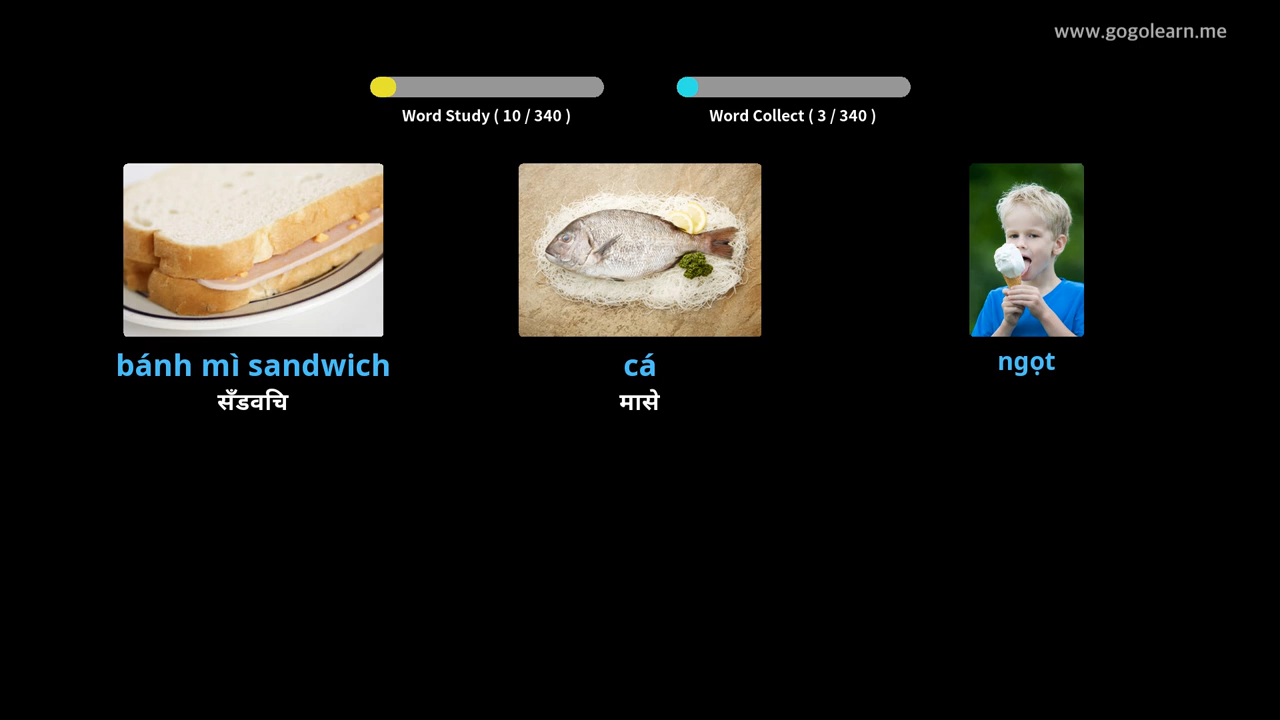 www.gogolearn.me
Word Study ( 10 / 340 )
Word Collect ( 3 / 340 )
bánh mì sandwich
सँडवचि
cá
मासे
ngọt